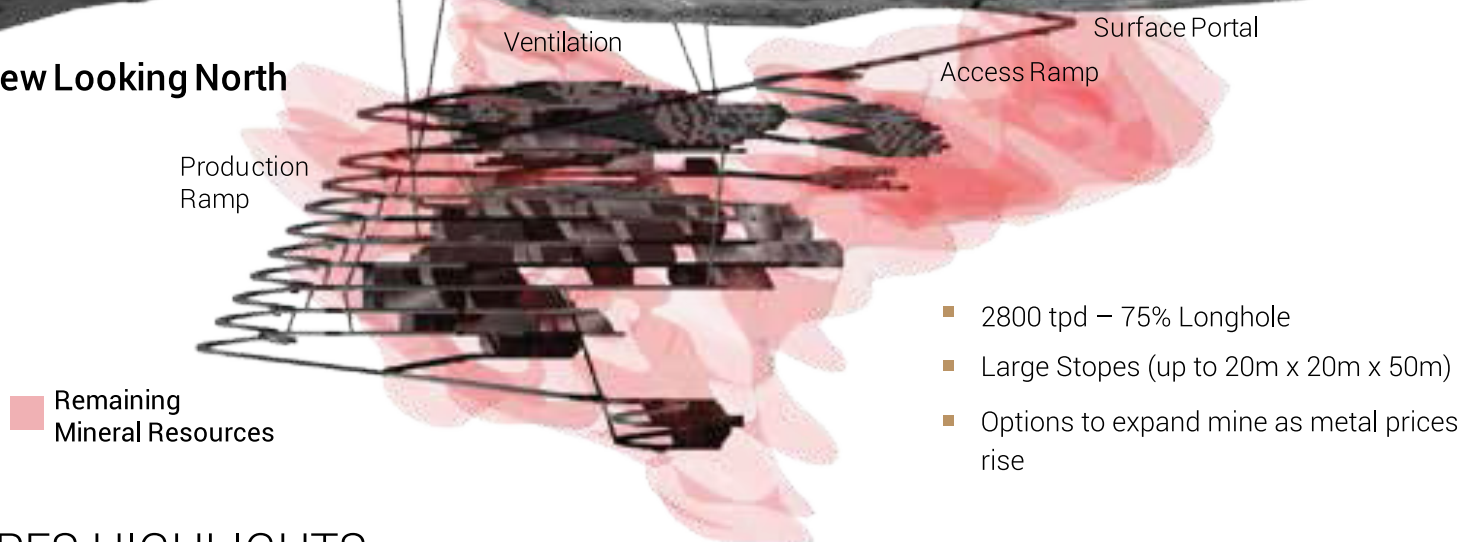 Surface Portal
Ventilation
ew Looking North
Access Ramp
Production
Ramp
2800 tpd – 75% Longhole
Large Stopes (up to 20m x 20m x 50m)
Remaining
Mineral Resources
Options to expand mine as metal prices
rise